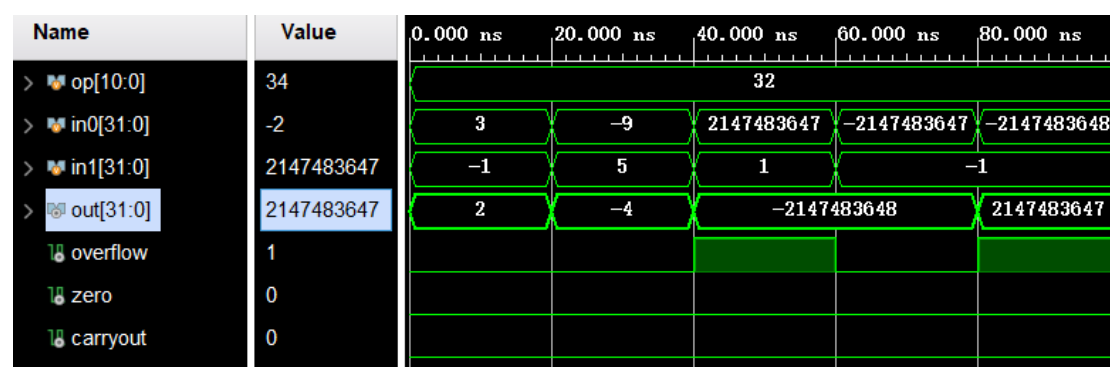 Name Value 0.000 ns 20.000 ns 40.000 ns 60.000 ns 80.000 ns
op[10:0] 34 32
in0[31:0] -2 3 -9 2147483647 -2147483647 -2147483648
in1[31:0] 2147483647 -1 5 1 -1
out[31:0] 2147483647 2 -4 -2147483648 2147483647
overflow 1
zero 0
carryout 0